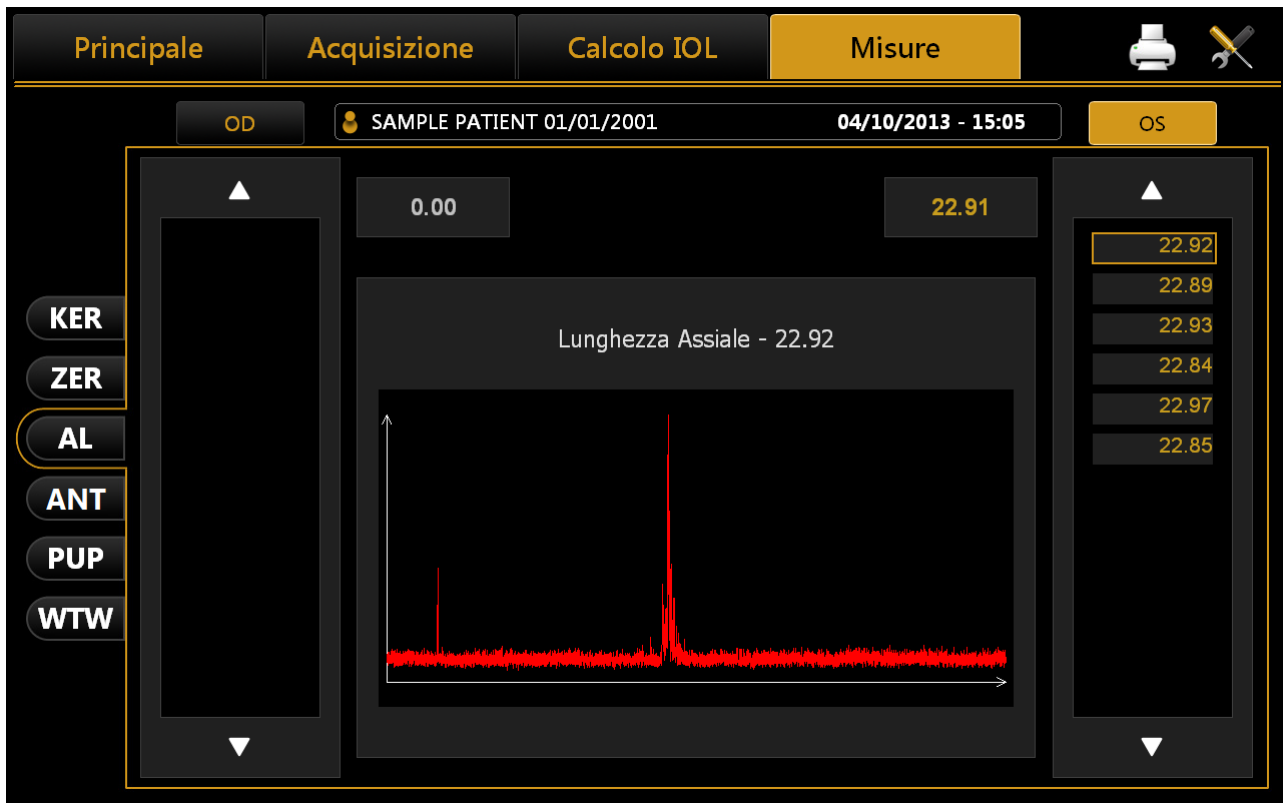 Principale Acquisizione Calcolo IOL Misure
OD SAMPLE PATIENT 01/01/2001 04/10/2013 - 15:05 OS
0.00 22.91
22.92
22.89
22.93
22.84
22.97
22.85
KER
ZER
AL
ANT
PUP
WTW
Lunghezza Assiale - 22.92